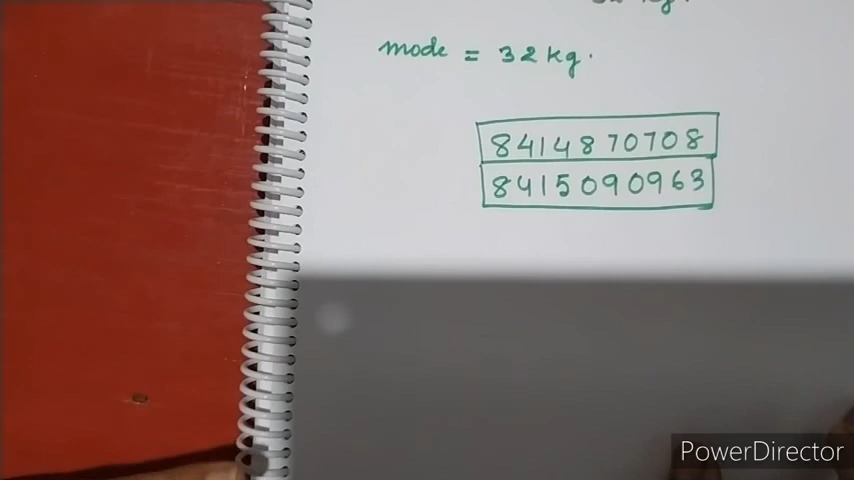 mode = 32 kg.
8414870708
8415090963
PowerDirector